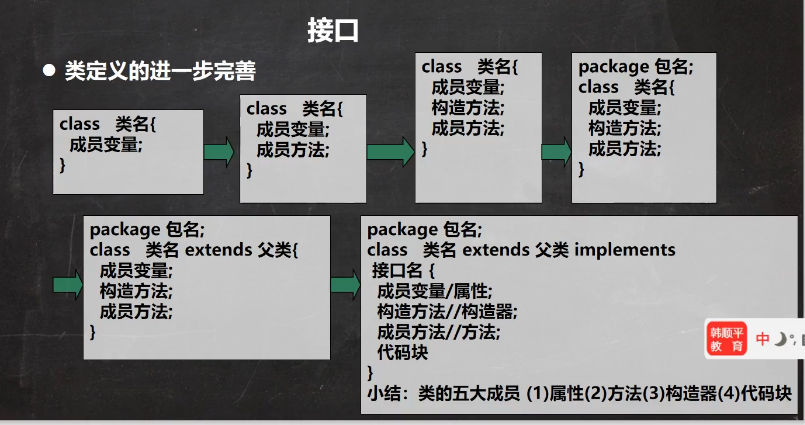 接口
● 类定义的进一步完善
class 类名{
成员变量;
}
class 类名{
成员变量;
成员方法;
}
class 类名{
成员变量;
构造方法;
成员方法;
}
package 包名;
class 类名{
成员变量;
构造方法;
成员方法;
}
package 包名;
class 类名 extends 父类{
成员变量;
构造方法;
成员方法;
}
package 包名;
class 类名 extends 父类 implements
接口名 {
成员变量/属性;
构造方法//构造器;
成员方法//方法;
代码块
}
小结：类的五大成员 (1)属性(2)方法(3)构造器(4)代码块
韩顺平
教 育
中